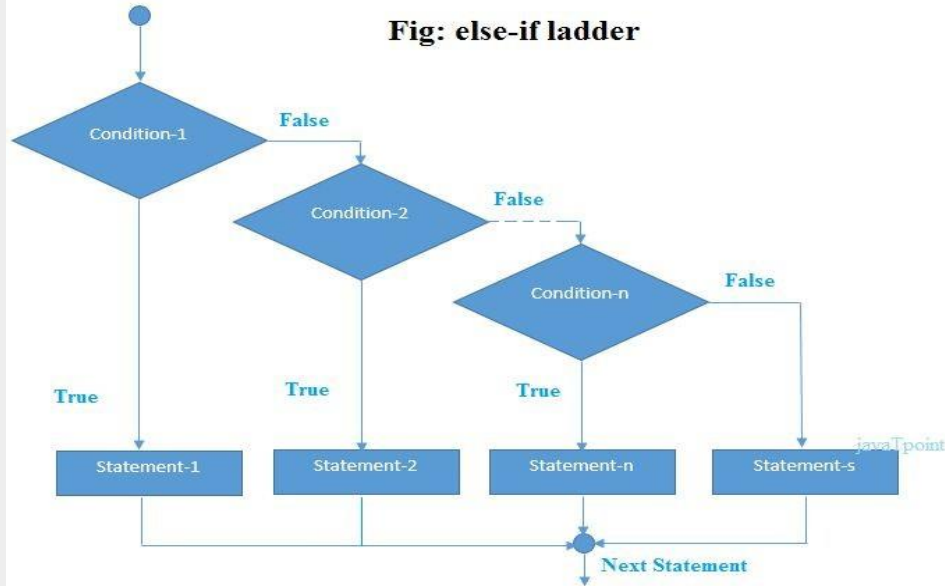 Fig: else-if ladder
Condition-1
False
Condition-2
False
Condition-n
False
True
True
True
Statement-1
Statement-2
Statement-n
Statement-s
javaTpoint
Next Statement